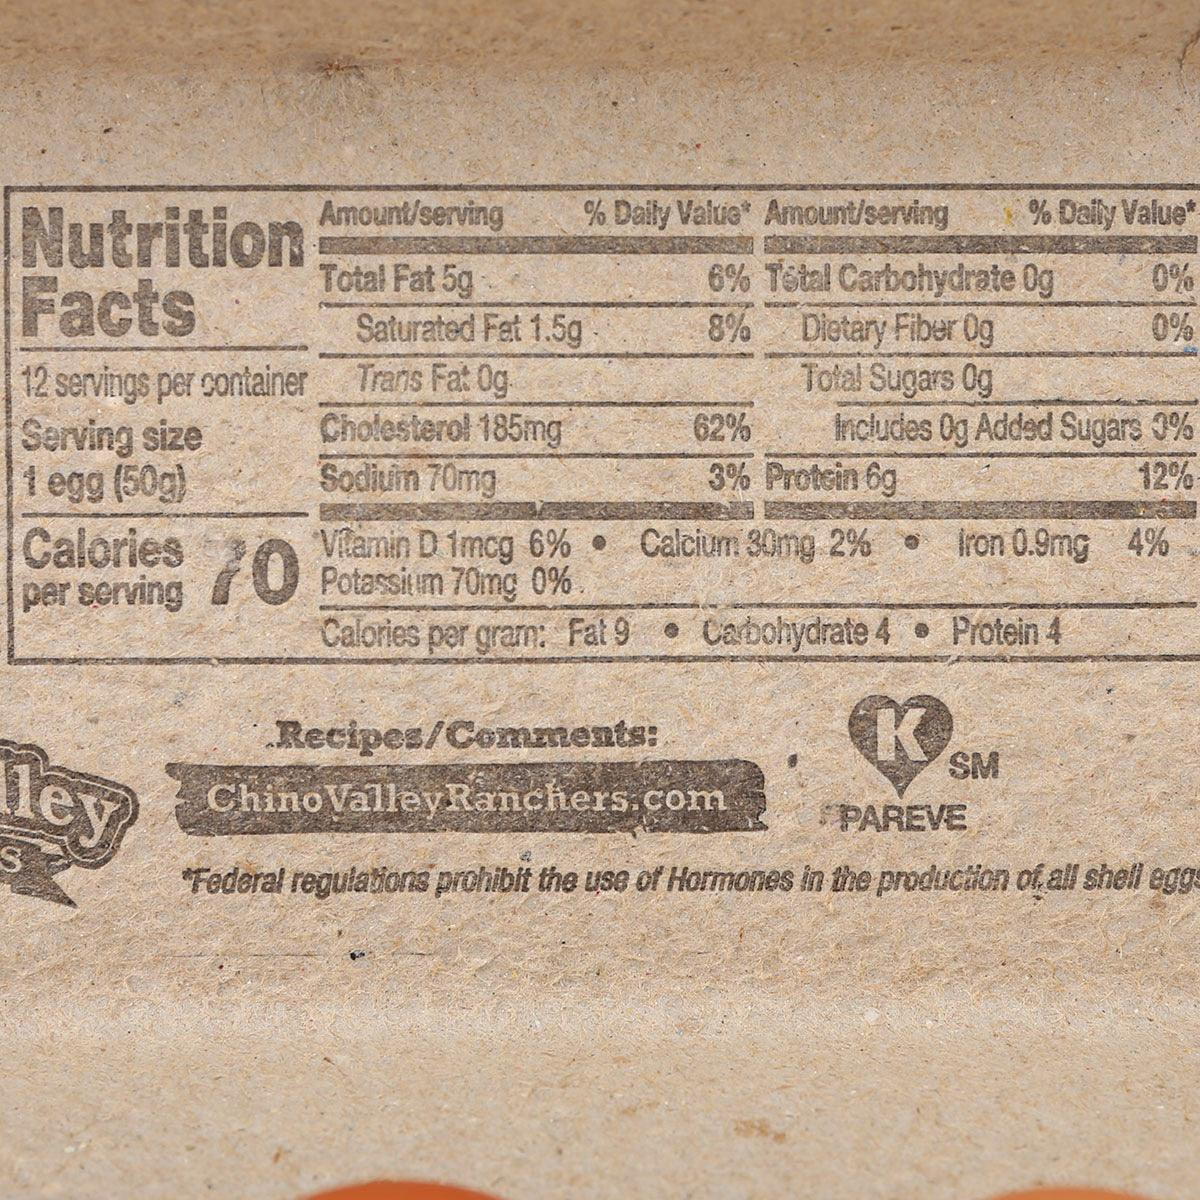 Nutrition
Facts
12 servings per container
Serving size
1 egg (50g)
Calories
per serving
70
Amount/serving % Daily Value*
Total Fat 5g 6%
Saturated Fat 1.5g 8%
Trans Fat 0g
Cholesterol 185mg 62%
Sodium 70mg 3%
Amount/serving % Daily Value*
Total Carbohydrate 0g 0%
Dietary Fiber 0g 0%
Total Sugars 0g
Includes 0g Added Sugars
Protein 6g 12%
Vitamin D 1mcg 6% • Calcium 30mg 2% • Iron 0.9mg 4%
Potassium 70mg 0%
Calories per gram: Fat 9 • Carbohydrate 4 • Protein 4
lley
s
Recipes/Comments:
ChinoValleyRanchers.com
K
SM
PAREVE
*Federal regulations prohibit the use of Hormones in the production of all shell eggs